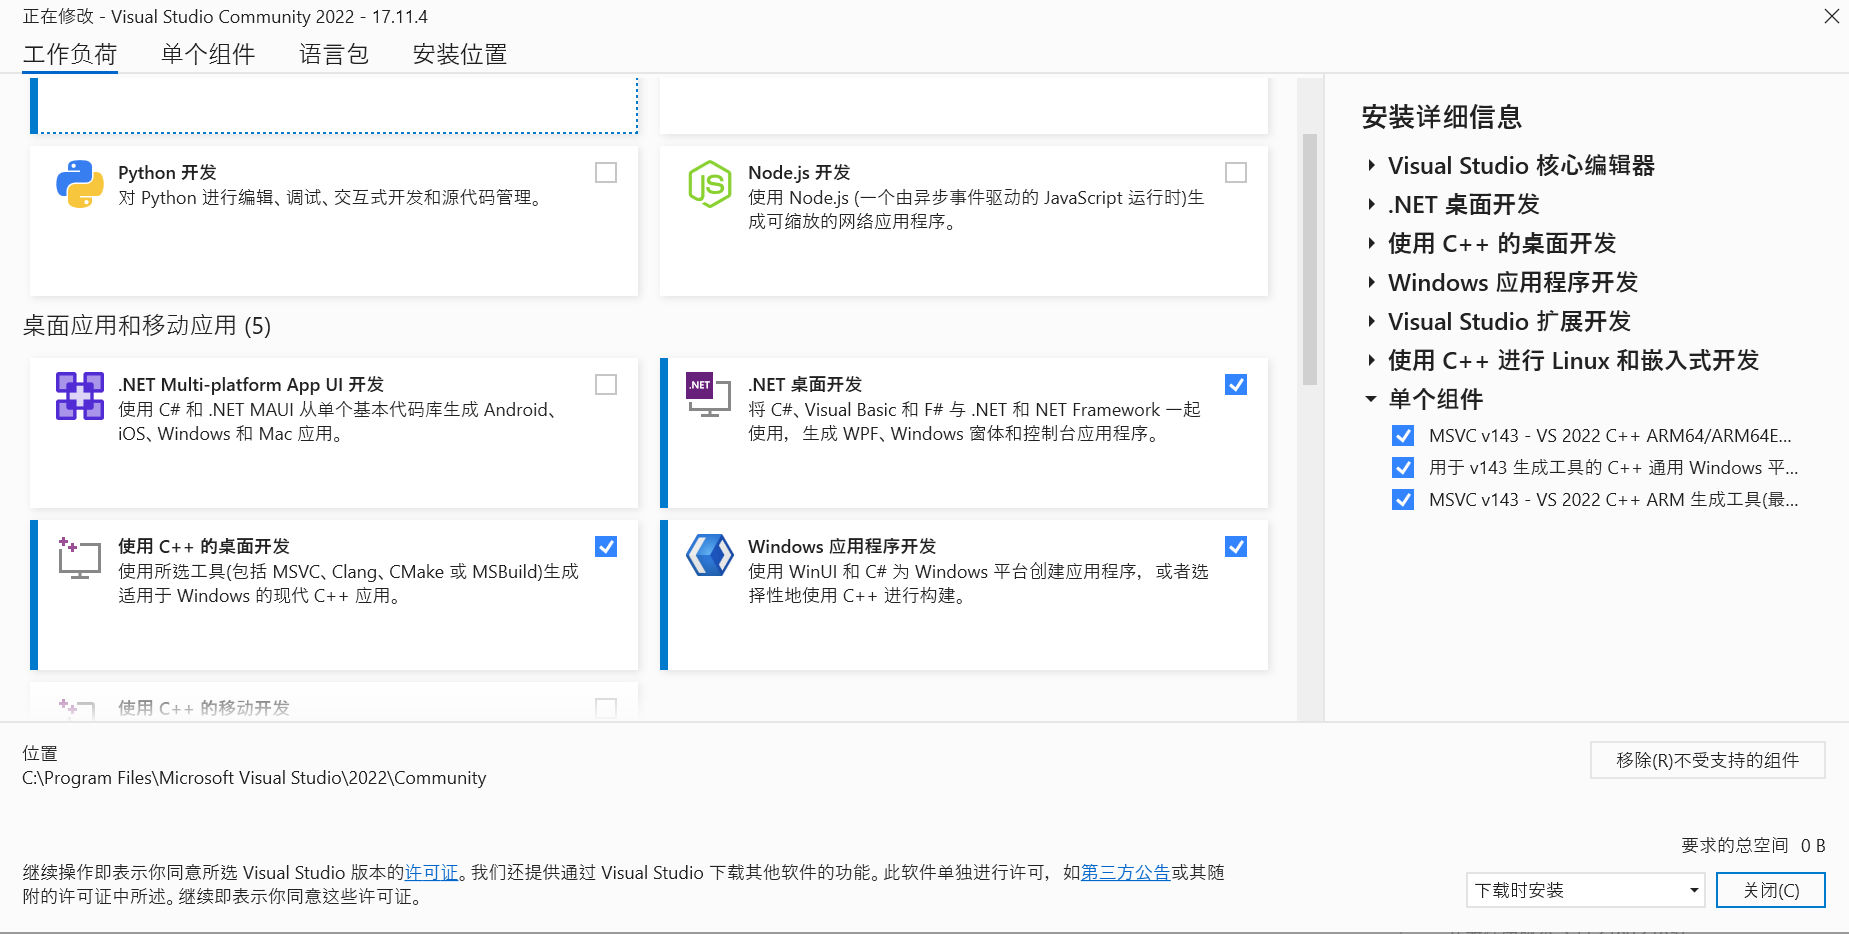 正在修改 - Visual Studio Community 2022 - 17.11.4
工作负荷 单个组件 语言包 安装位置
Python 开发
对 Python 进行编辑、调试、交互式开发和源代码管理。
Node.js 开发
使用 Node.js (一个由异步事件驱动的 JavaScript 运行时)生
成可缩放的网络应用程序。
桌面应用和移动应用 (5)
.NET Multi-platform App UI 开发
使用 C# 和 .NET MAUI 从单个基本代码库生成 Android、
iOS、Windows 和 Mac 应用。
.NET
.NET 桌面开发
将 C#、Visual Basic 和 F# 与 .NET 和 NET Framework 一起
使用，生成 WPF、Windows 窗体和控制台应用程序。
使用 C++ 的桌面开发
使用所选工具(包括 MSVC、Clang、CMake 或 MSBuild)生成
适用于 Windows 的现代 C++ 应用。
Windows 应用程序开发
使用 WinUI 和 C# 为 Windows 平台创建应用程序，或者选
择性地使用 C++ 进行构建。
使用 C++ 的移动开发
安装详细信息
Visual Studio 核心编辑器
.NET 桌面开发
使用 C++ 的桌面开发
Windows 应用程序开发
Visual Studio 扩展开发
使用 C++ 进行 Linux 和嵌入式开发
单个组件
MSVC v143 - VS 2022 C++ ARM64/ARM64E...
用于 v143 生成工具的 C++ 通用 Windows 平...
MSVC v143 - VS 2022 C++ ARM 生成工具(最...
位置
C:\Program Files\Microsoft Visual Studio\2022\Community
移除(R)不受支持的组件
要求的总空间 0 B
继续操作即表示你同意所选 Visual Studio 版本的许可证。我们还提供通过 Visual Studio 下载其他软件的功能。此软件单独进行许可，如第三方公告或其随
附的许可证中所述。继续即表示你同意这些许可证。
下载时安装
关闭(C)